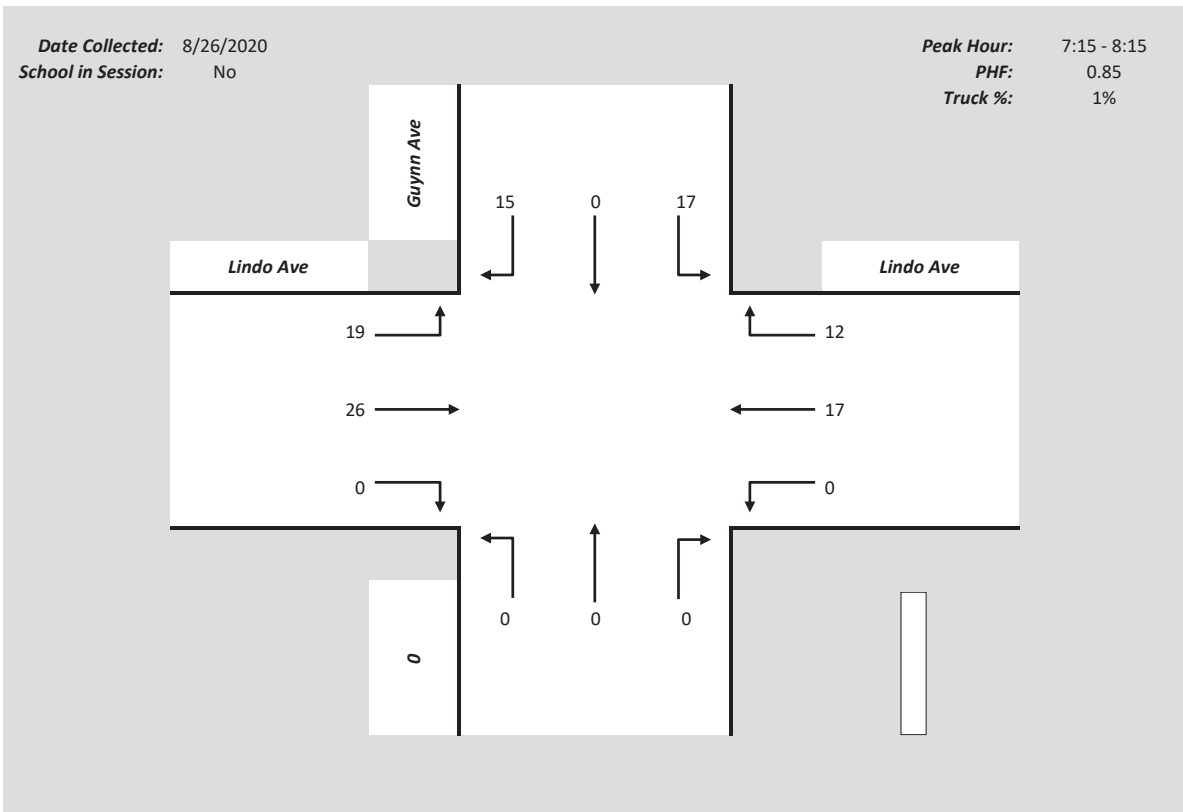 Date Collected: 8/26/2020
School in Session: No
Peak Hour: 7:15 - 8:15
PHF: 0.85
Truck %: 1%
Guynn Ave
15 0 17
Lindo Ave
Lindo Ave
19
12
26
17
0
0
0 0 0
0